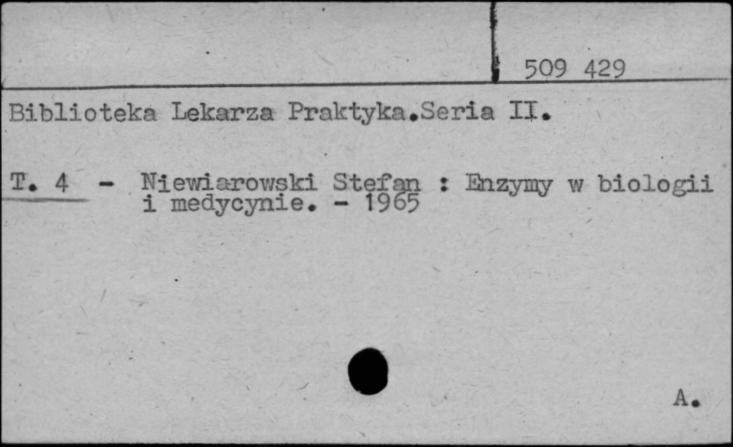 509 429
Biblioteka Lekarza Praktyka.Seria II.
T. 4 - Niewiarowski Stefan : Enzymy w biologii
i medycynie. - 1965
A.